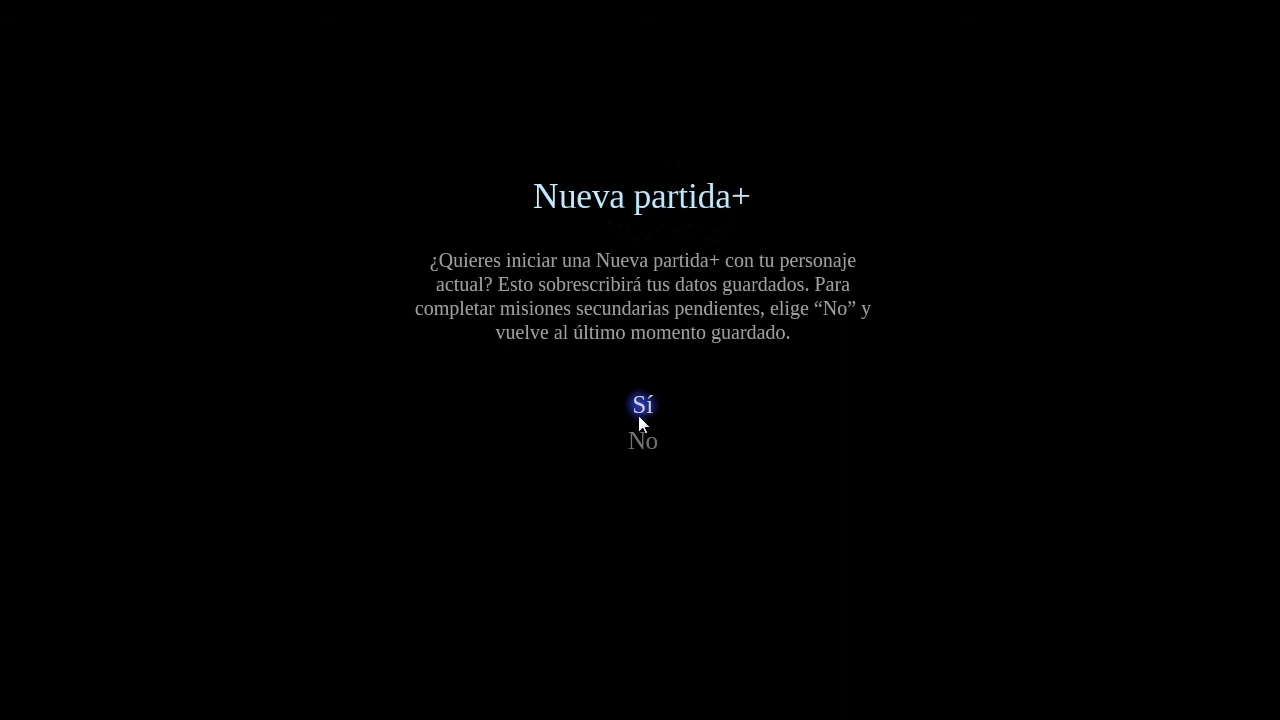 Nueva partida+
¿Quieres iniciar una Nueva partida+ con tu personaje
actual? Esto sobrescribirá tus datos guardados. Para
completar misiones secundarias pendientes, elige “No” y
vuelve al último momento guardado.
Sí
No